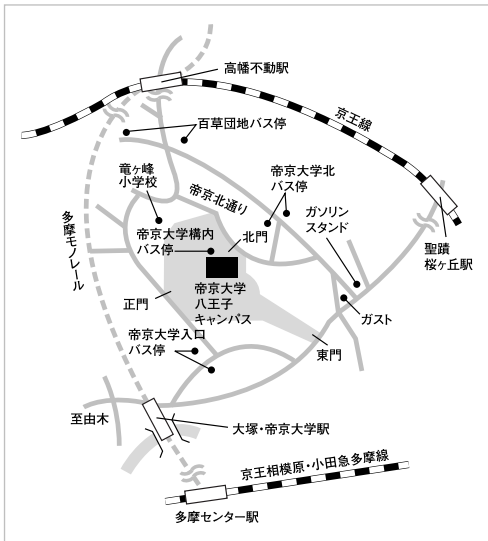 高幡不動駅
百草団地バス停
京王線
竜ヶ峰
小学校
帝京北通り
帝京大学北
バス停
ガソリン
スタンド
多摩モノレール
帝京大学構内
バス停
北門
聖蹟
桜ヶ丘駅
正門
帝京大学
八王子
キャンパス
ガスト
帝京大学入口
バス停
東門
至由木
大塚・帝京大学駅
京王相模原・小田急多摩線
多摩センター駅